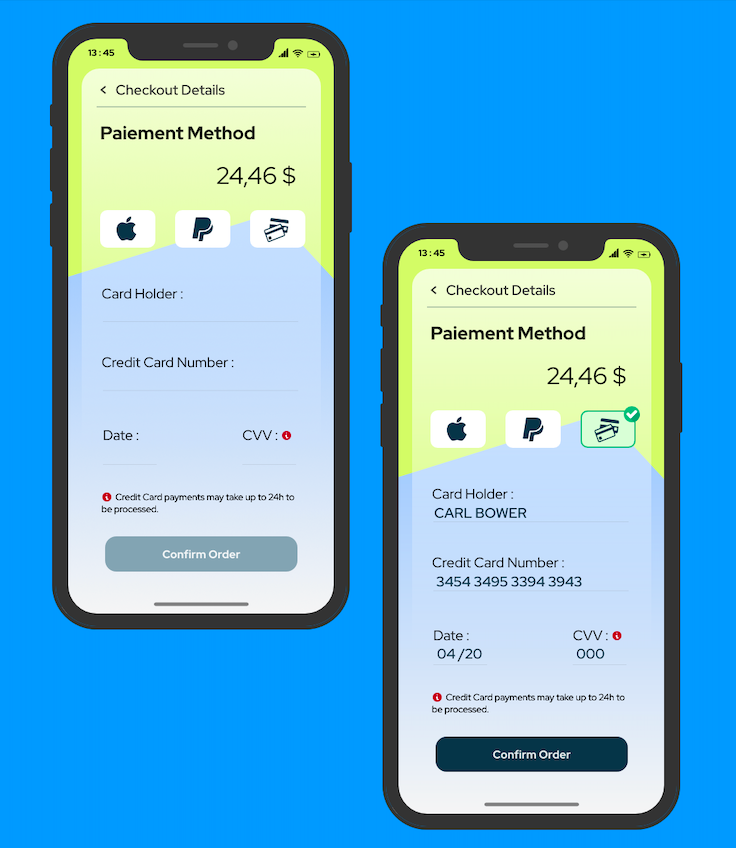 13:45
Checkout Details
Paiement Method
24,46 $
Card Holder :
Credit Card Number :
Date :
CVV :
Credit Card payments may take up to 24h to
be processed.
Confirm Order
13:45
Checkout Details
Paiement Method
24,46 $
Card Holder :
CARL BOWER
Credit Card Number :
3454 3495 3394 3943
Date :
CVV :
04 /20
000
Credit Card payments may take up to 24h to
be processed.
Confirm Order